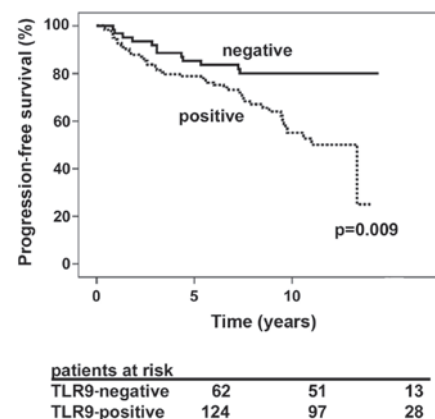 100
80
60
40
20
0
Progression-free survival (%)
negative
positive
p=0.009
0 5 10
Time (years)
patients at risk
TLR9-negative 62 51 13
TLR9-positive 124 97 28